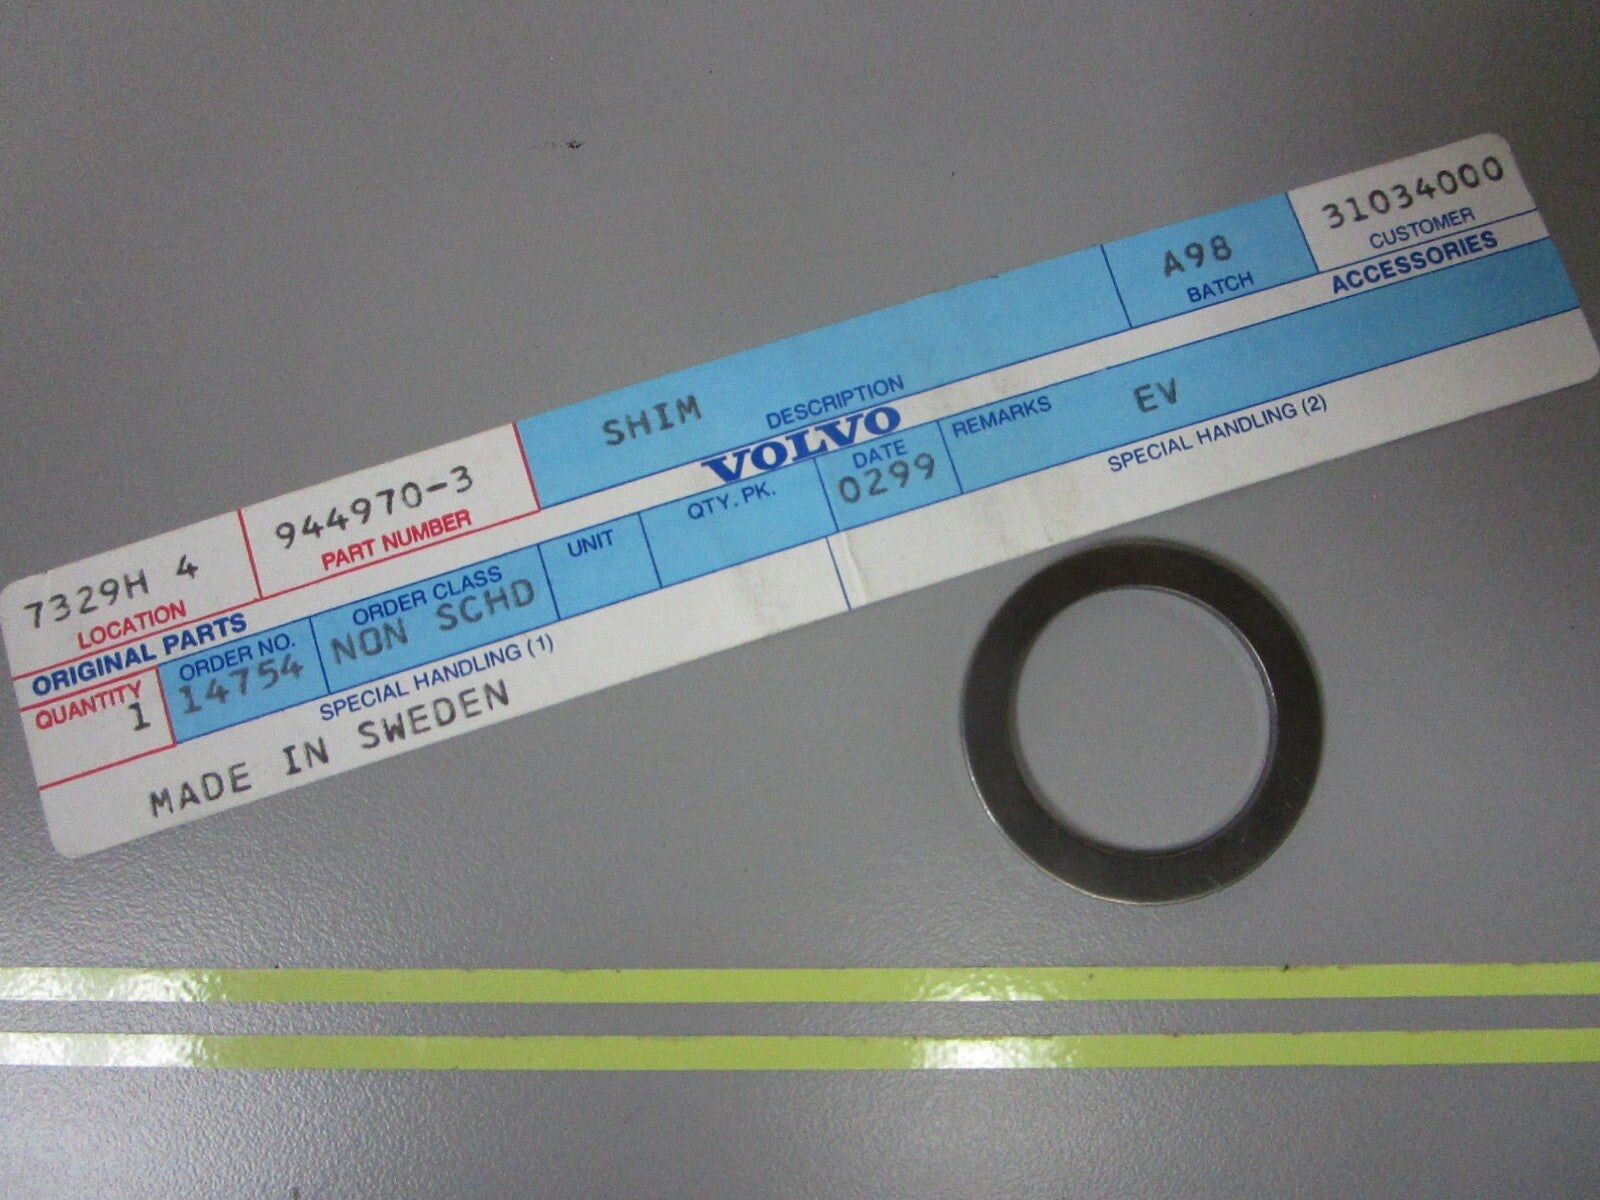 7329H 4
LOCATION
944970-3
PART NUMBER
SHIM
DESCRIPTION
A98
BATCH
31034000
CUSTOMER
ORIGINAL PARTS
VOLVO
ACCESSORIES
QUANTITY
1
ORDER NO.
14754
ORDER CLASS
NON SCHD
UNIT
QTY. PK.
DATE
0299
REMARKS
EV
SPECIAL HANDLING (1)
MADE IN SWEDEN
SPECIAL HANDLING (2)